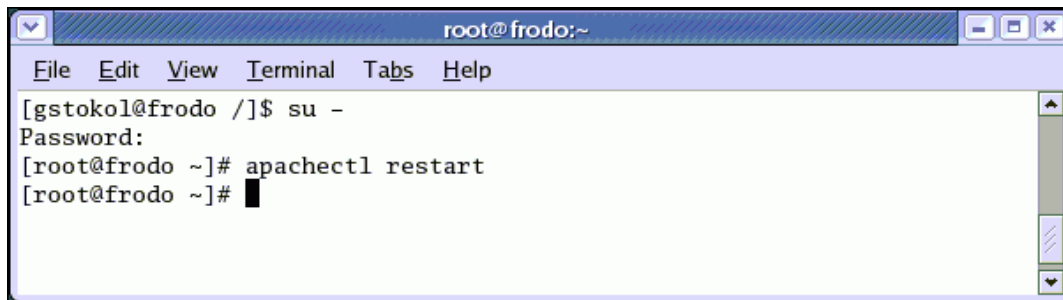 root@frodo:~
File Edit View Terminal Tabs Help
[gstokol@frodo /]$ su -
Password:
[root@frodo ~]# apachectl restart
[root@frodo ~]#